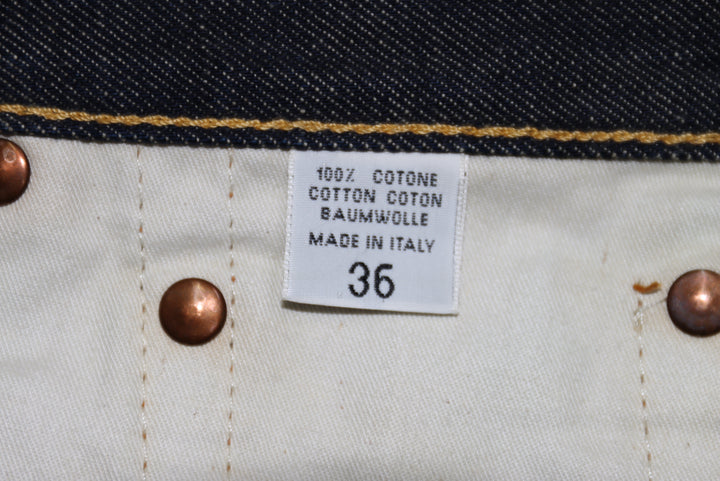 100% COTONE
COTTON COTON
BAUMWOLLE
MADE IN ITALY
36